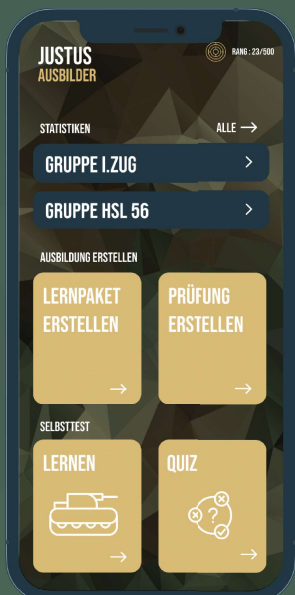 JUSTUS
AUSBILDER
RANG: 23/500
STATISTIKEN
ALLE →
GRUPPE I.ZUG
GRUPPE HSL 56
AUSBILDUNG ERSTELLEN
LERNPAKET
ERSTELLEN
PRÜFUNG
ERSTELLEN
SELBSTTEST
LERNEN
QUIZ
?